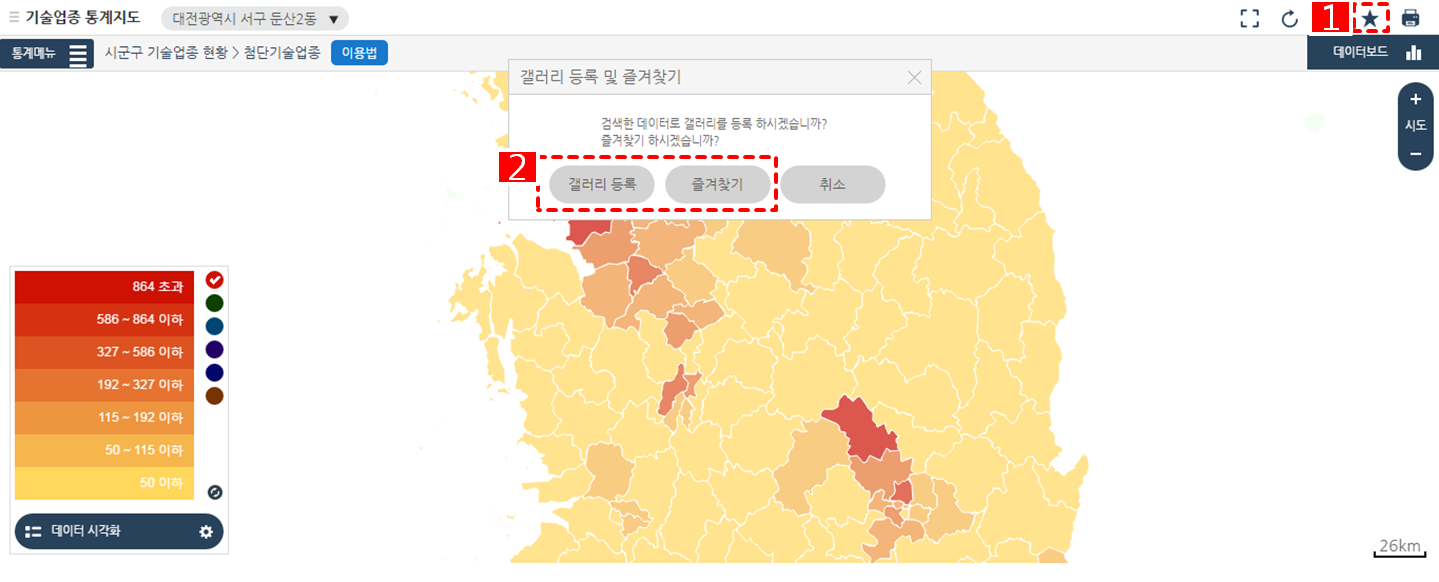 기술업종 통계지도
대전광역시 서구 둔산2동 ▼
1
통계메뉴
시군구 기술업종 현황 > 첨단기술업종
이용법
데이터보드
갤러리 등록 및 즐겨찾기
검색한 데이터로 갤러리를 등록 하시겠습니까?
즐겨찾기 하시겠습니까?
2
갤러리 등록
즐겨찾기
취소
+
시도
−
864 초과
586 ~ 864 이하
327 ~ 586 이하
192 ~ 327 이하
115 ~ 192 이하
50 ~ 115 이하
50 이하
데이터 시각화
26km